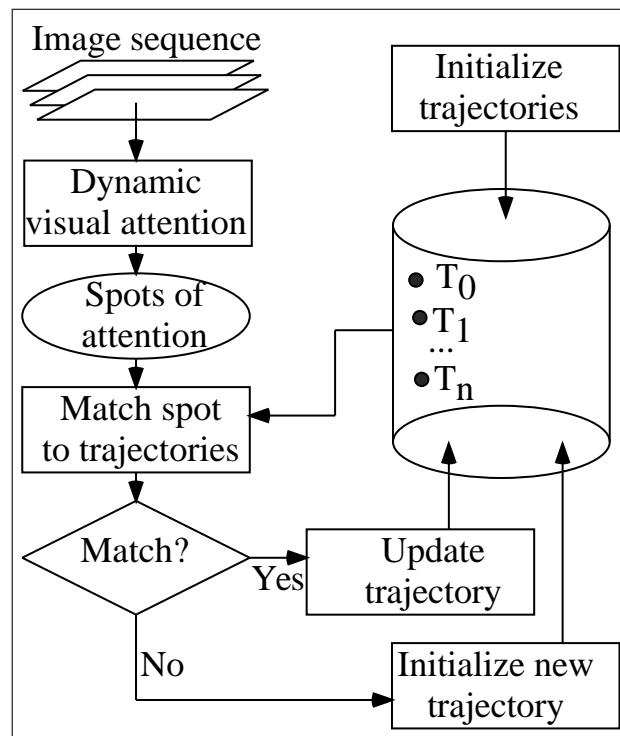 Image sequence
Initialize
trajectories
Dynamic
visual attention
Spots of
attention
T0
T1
...
Tn
Match spot
to trajectories
Match?
Yes
Update
trajectory
No
Initialize new
trajectory